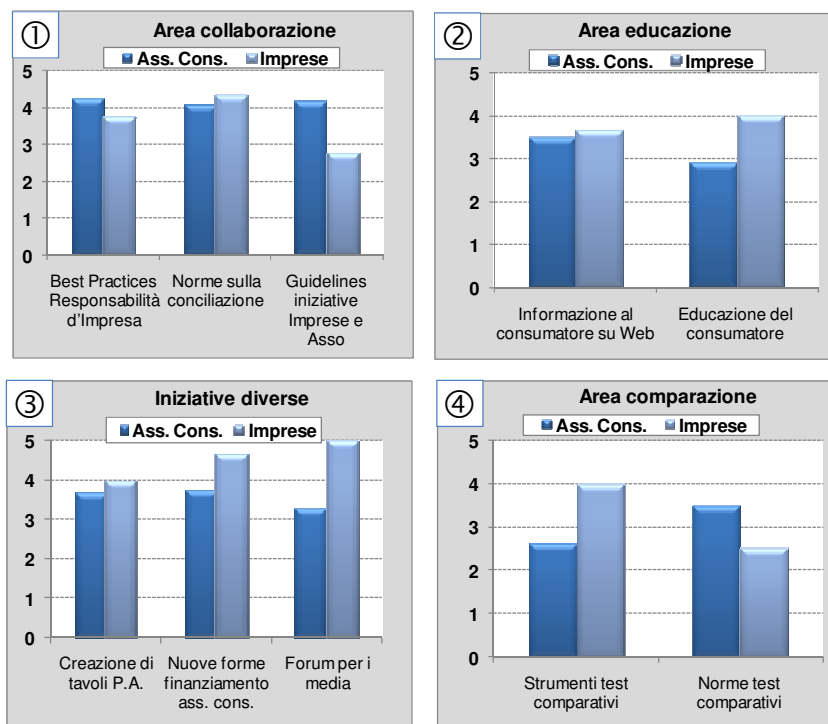 ①
Area collaborazione
Ass. Cons. Imprese
5
4
3
2
1
0
Best Practices Responsabilità d'Impresa
Norme sulla conciliazione
Guidelines iniziative Imprese e Asso
②
Area educazione
Ass. Cons. Imprese
5
4
3
2
1
0
Informazione al consumatore su Web
Educazione del consumatore
③
Iniziative diverse
Ass. Cons. Imprese
5
4
3
2
1
0
Creazione di tavoli P.A.
Nuove forme finanziamento ass. cons.
Forum per i media
④
Area comparazione
Ass. Cons. Imprese
5
4
3
2
1
0
Strumenti test comparativi
Norme test comparativi